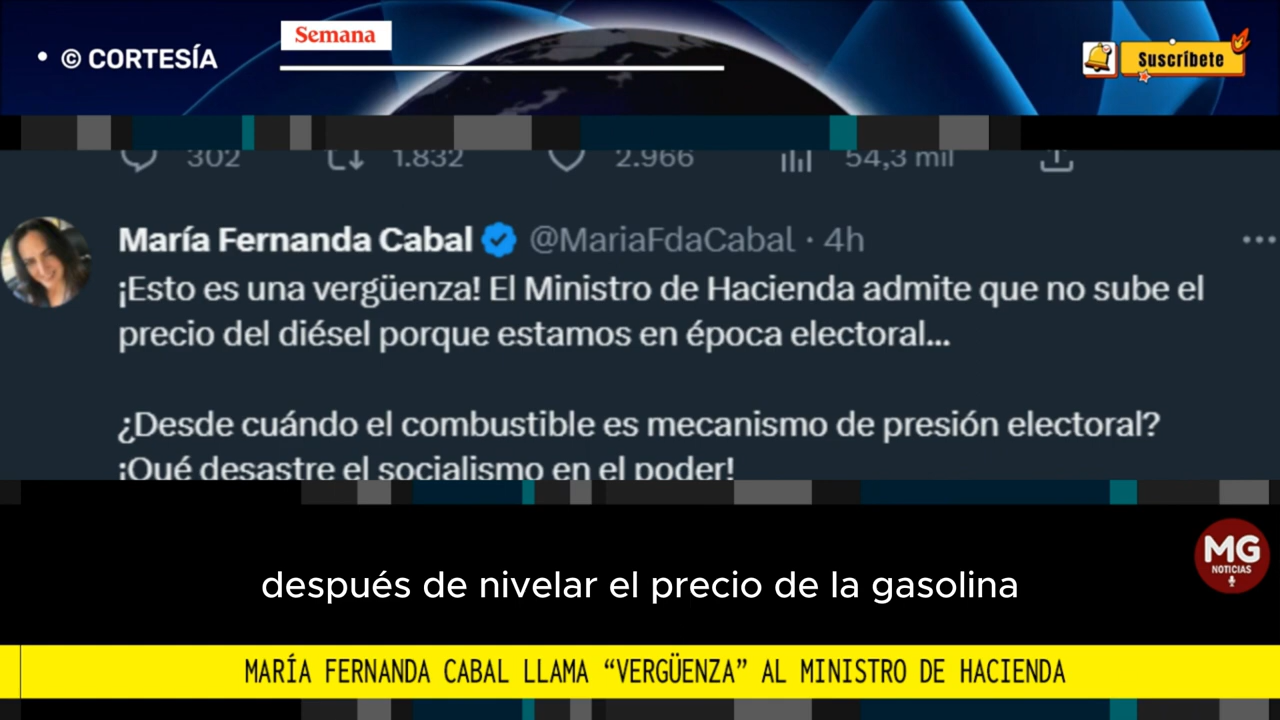 • © CORTESÍA
Semana
Suscríbete
302 1.832 2.966 54,3 mil
María Fernanda Cabal @MariaFdaCabal · 4h
¡Esto es una vergüenza! El Ministro de Hacienda admite que no sube el
precio del diésel porque estamos en época electoral...
¿Desde cuándo el combustible es mecanismo de presión electoral?
¡Qué desastre el socialismo en el poder!
MG
NOTICIAS
después de nivelar el precio de la gasolina
MARÍA FERNANDA CABAL LLAMA “VERGÜENZA” AL MINISTRO DE HACIENDA